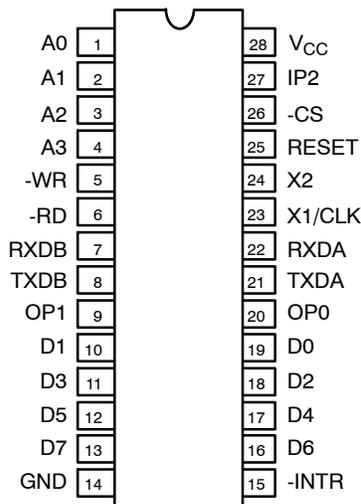 A0 1 28 VCC
A1 2 27 IP2
A2 3 26 -CS
A3 4 25 RESET
-WR 5 24 X2
-RD 6 23 X1/CLK
RXDB 7 22 RXDA
TXDB 8 21 TXDA
OP1 9 20 OP0
D1 10 19 D0
D3 11 18 D2
D5 12 17 D4
D7 13 16 D6
GND 14 15 -INTR